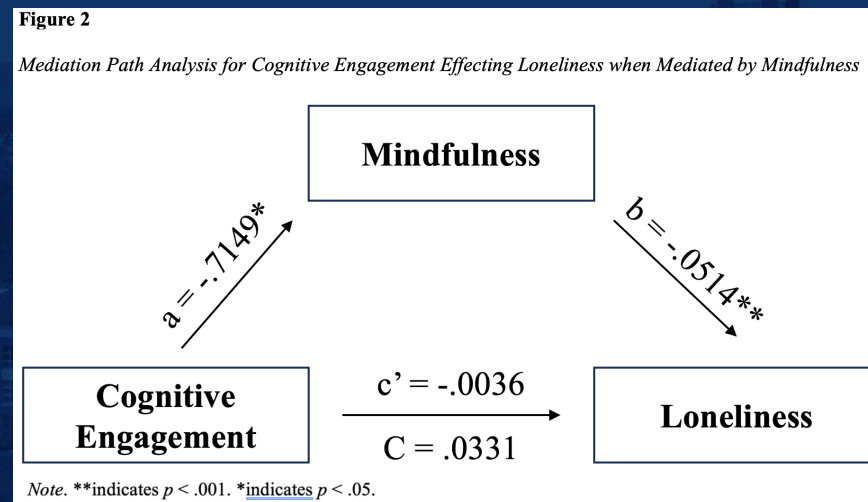 Figure 2
Mediation Path Analysis for Cognitive Engagement Effecting Loneliness when Mediated by Mindfulness
Mindfulness
a = -.7149*
b = -.0514**
Cognitive
Engagement
c’ = -.0036
C = .0331
Loneliness
Note. **indicates p < .001. *indicates p < .05.